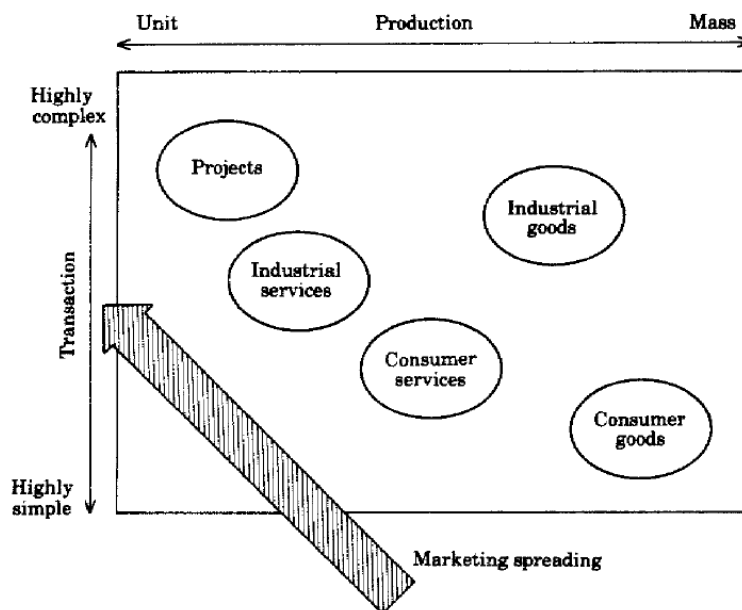 Unit Production Mass
Highly
complex
Projects
Industrial
goods
Industrial
services
Transaction
Consumer
services
Consumer
goods
Highly
simple
Marketing spreading